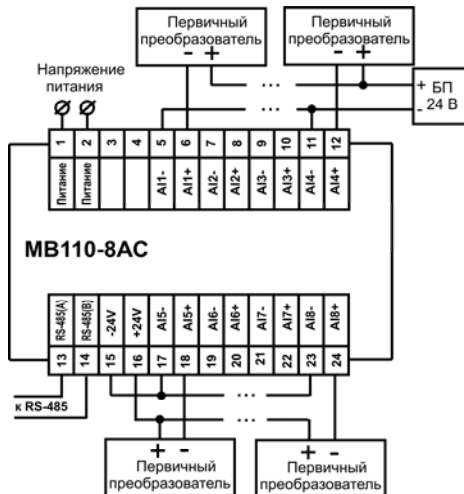 Первичный
преобразователь
- +
Первичный
преобразователь
- +
Напряжение
питания
...
...
+ БП
- 24 В
1 2 3 4 5 6 7 8 9 10 11 12
Питание Питание AI1- AI1+ AI2- AI2+ AI3- AI3+ AI4- AI4+
МВ110-8АС
RS-485(A) RS-485(B) -24V +24V AI5- AI5+ AI6- AI6+ AI7- AI7+ AI8- AI8+
13 14 15 16 17 18 19 20 21 22 23 24
к RS-485
...
...
+ -
Первичный
преобразователь
+ -
Первичный
преобразователь